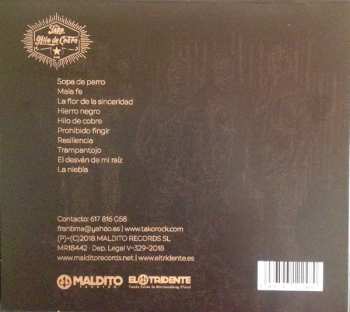 Hilo de Cobre
Sopa de perro
Mala fe
La flor de la sinceridad
Hierro negro
Hilo de cobre
Prohibido fingir
Resiliencia
Trampantojo
El desván de mi raíz
La niebla
Contacto: 617 816 058
frantxma@yahoo.es | www.takorock.com
(P)+(C)2018 MALDITO RECORDS SL
MR18442 - Dep. Legal V-329-2018
www.malditorecords.net | www.eltridente.es
MALDITO RECORDS
EL TRIDENTE